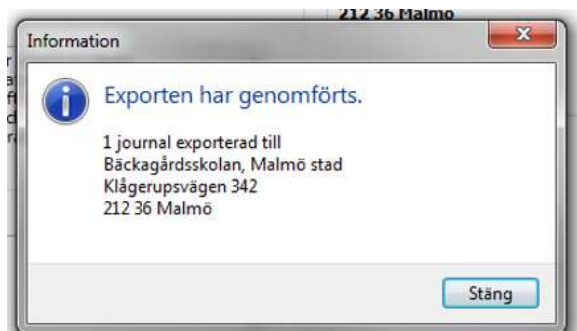 212 36 Malmö
Information
Exporten har genomförts.
1 journal exporterad till
Bäckagårdsskolan, Malmö stad
Klågerupsvägen 342
212 36 Malmö
Stäng